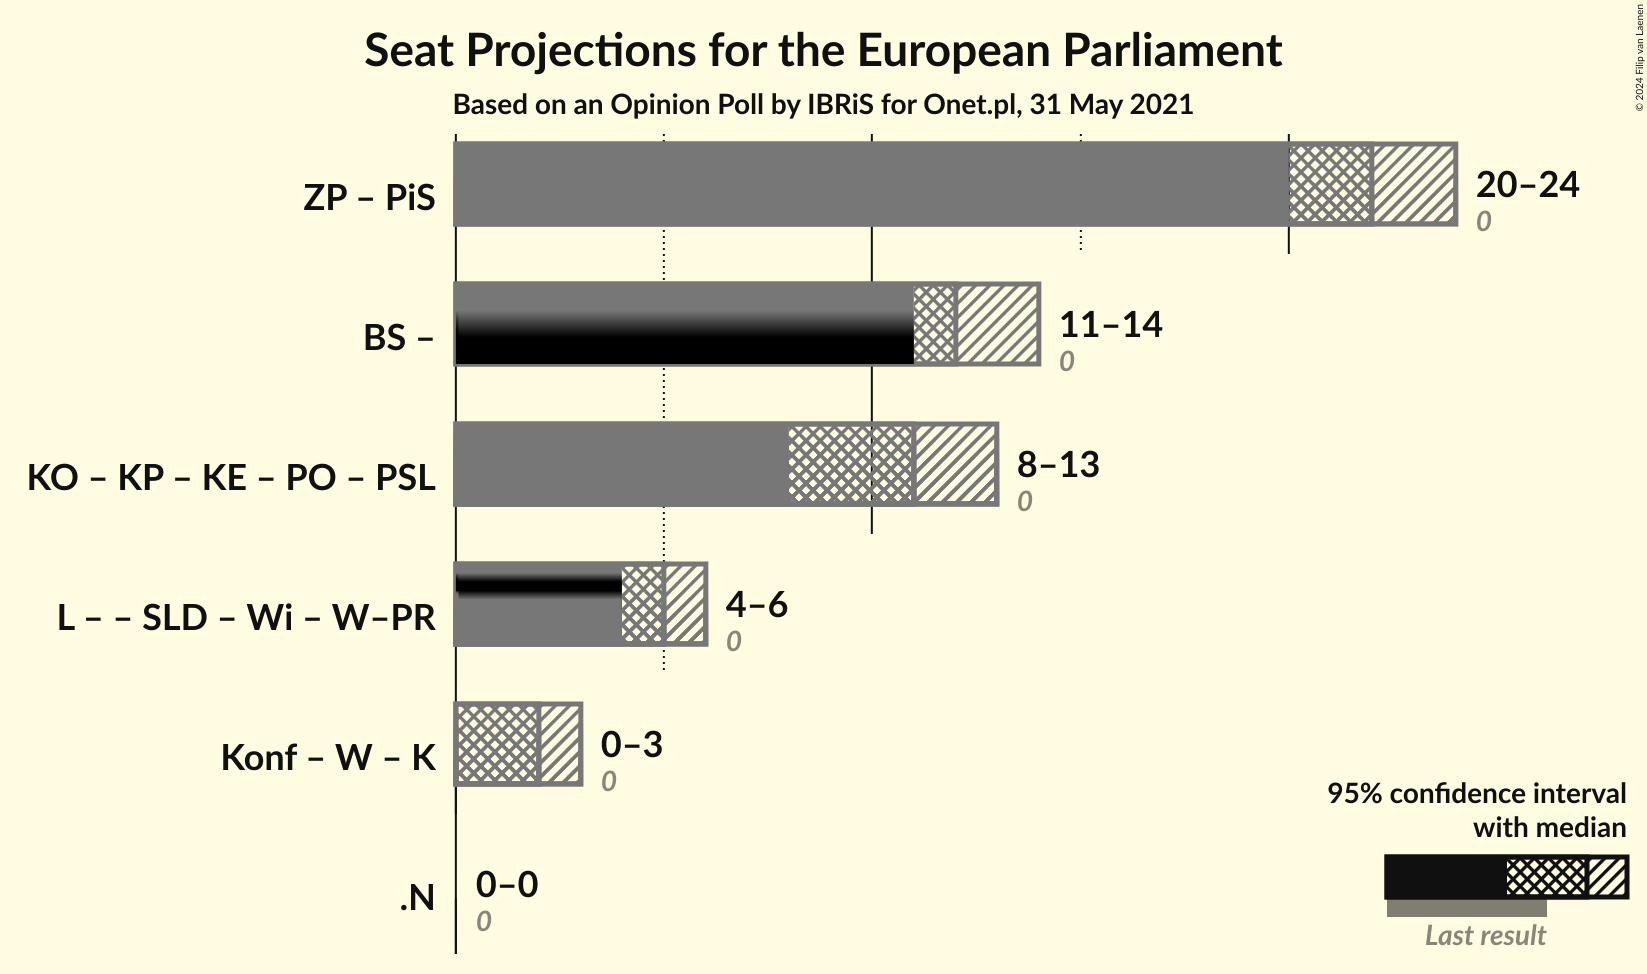 Seat Projections for the European Parliament
Based on an Opinion Poll by IBRiS for Onet.pl, 31 May 2021
© 2024 Filip van Laenen
ZP – PiS
20–24
0
BS –
11–14
0
KO – KP – KE – PO – PSL
8–13
0
L – – SLD – Wi – W–PR
4–6
0
Konf – W – K
0–3
0
.N
0–0
0
95% confidence interval
with median
Last result